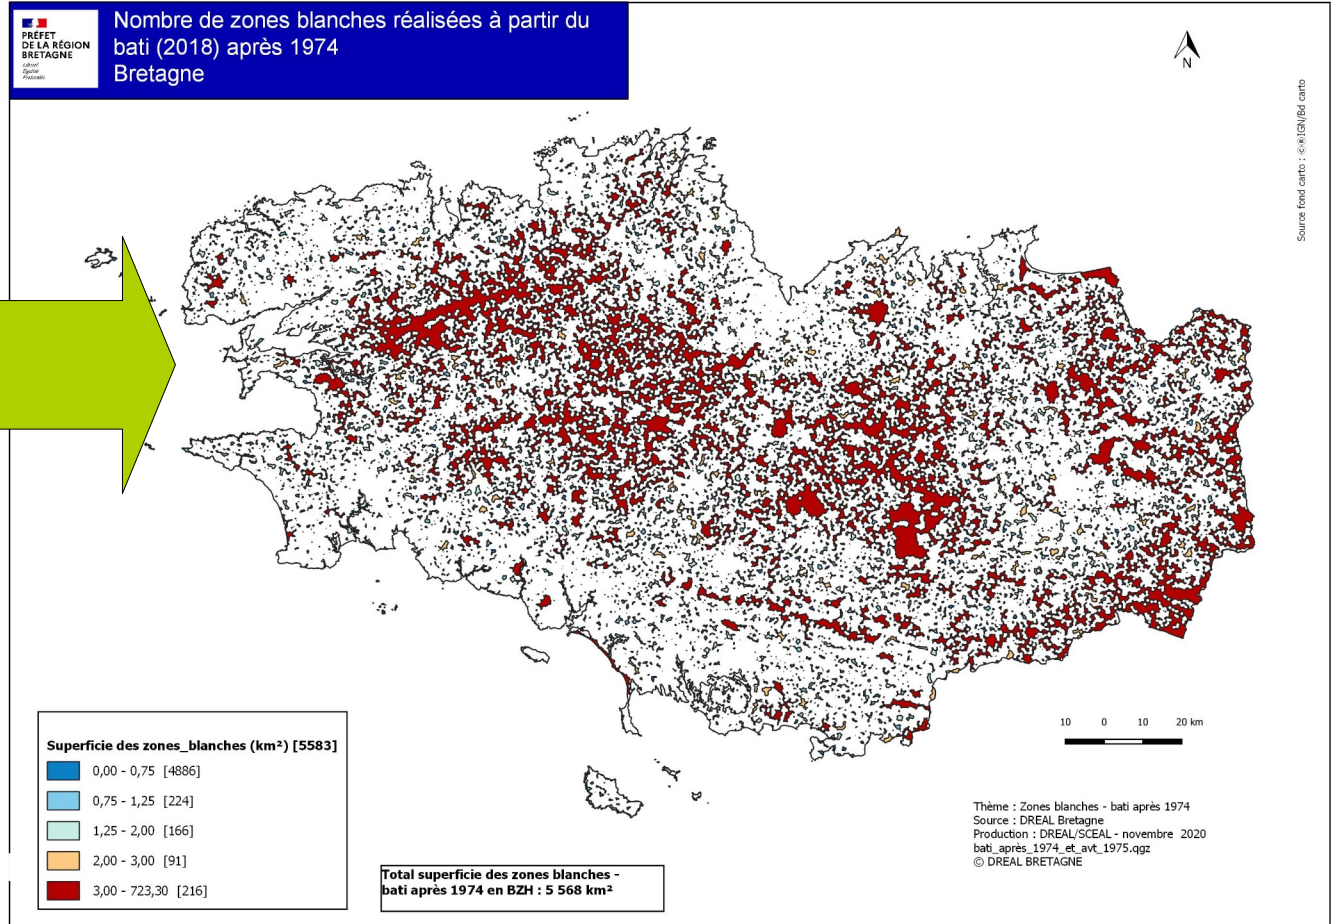 PRÉFET
DE LA RÉGION
BRETAGNE
Liberté
Égalité
Fraternité
Nombre de zones blanches réalisées à partir du
bati (2018) après 1974
Bretagne
N
Source fond carto : ©®IGN/Bd carto
Superficie des zones_blanches (km²) [5583]
0,00 - 0,75 [4886]
0,75 - 1,25 [224]
1,25 - 2,00 [166]
2,00 - 3,00 [91]
3,00 - 723,30 [216]
Total superficie des zones blanches -
bati après 1974 en BZH : 5 568 km²
10 0 10 20 km
Thème : Zones blanches - bati après 1974
Source : DREAL Bretagne
Production : DREAL/SCEAL - novembre 2020
bati_après_1974_et_avt_1975.qgz
© DREAL BRETAGNE